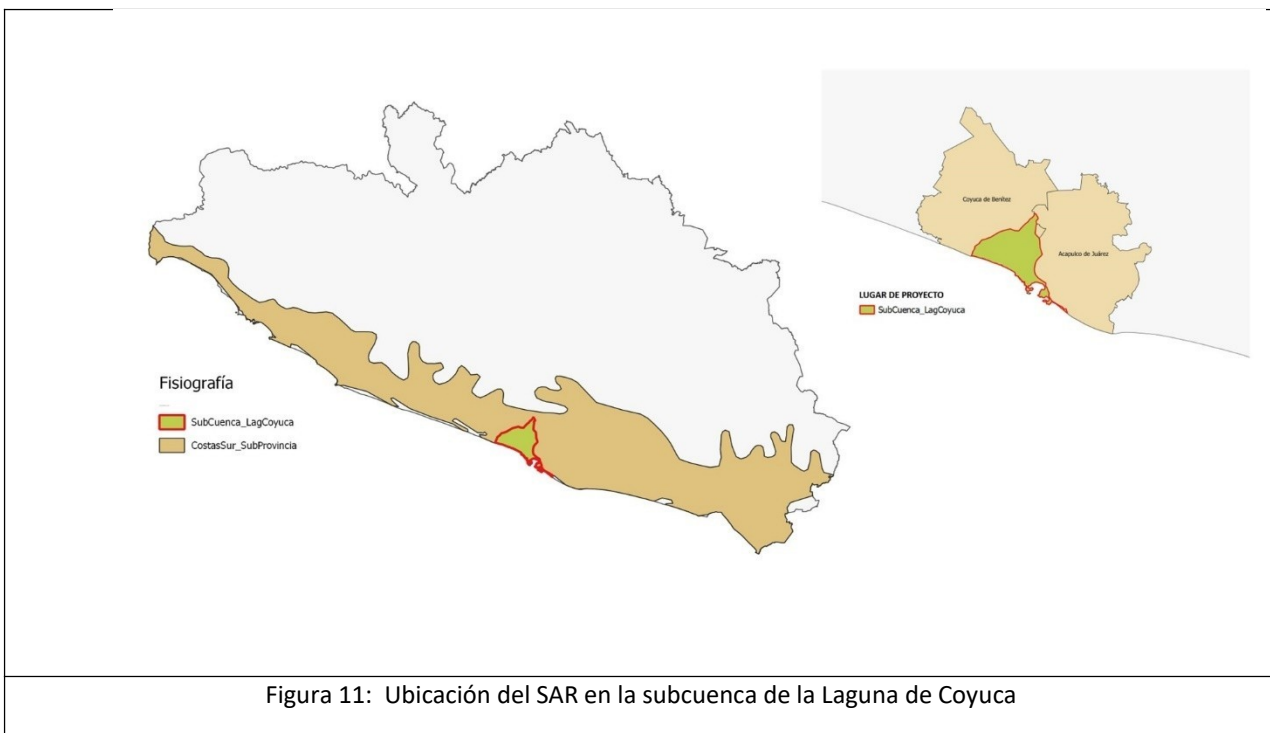 Fisiografía
SubCuenca_LagCoyuca
CostasSur_SubProvincia
Coyuca de Benítez
Acapulco de Juárez
LUGAR DE PROYECTO
SubCuenca_LagCoyuca
Figura 11: Ubicación del SAR en la subcuenca de la Laguna de Coyuca